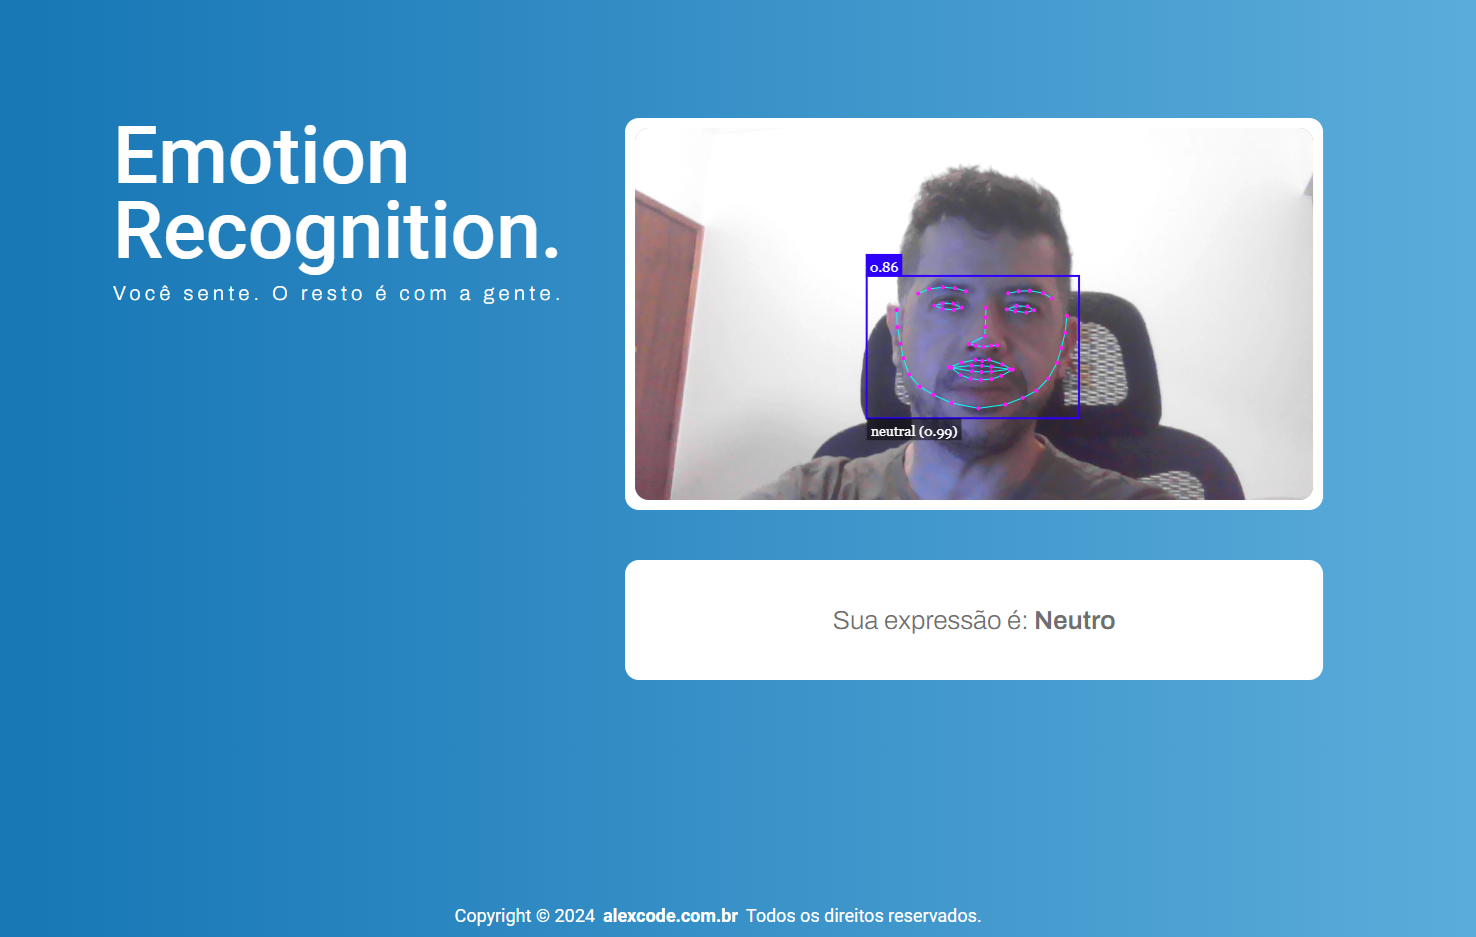 Emotion
Recognition.
Você sente. O resto é com a gente.
0.86
neutral (0.99)
Sua expressão é: Neutro
Copyright © 2024 alexcode.com.br Todos os direitos reservados.